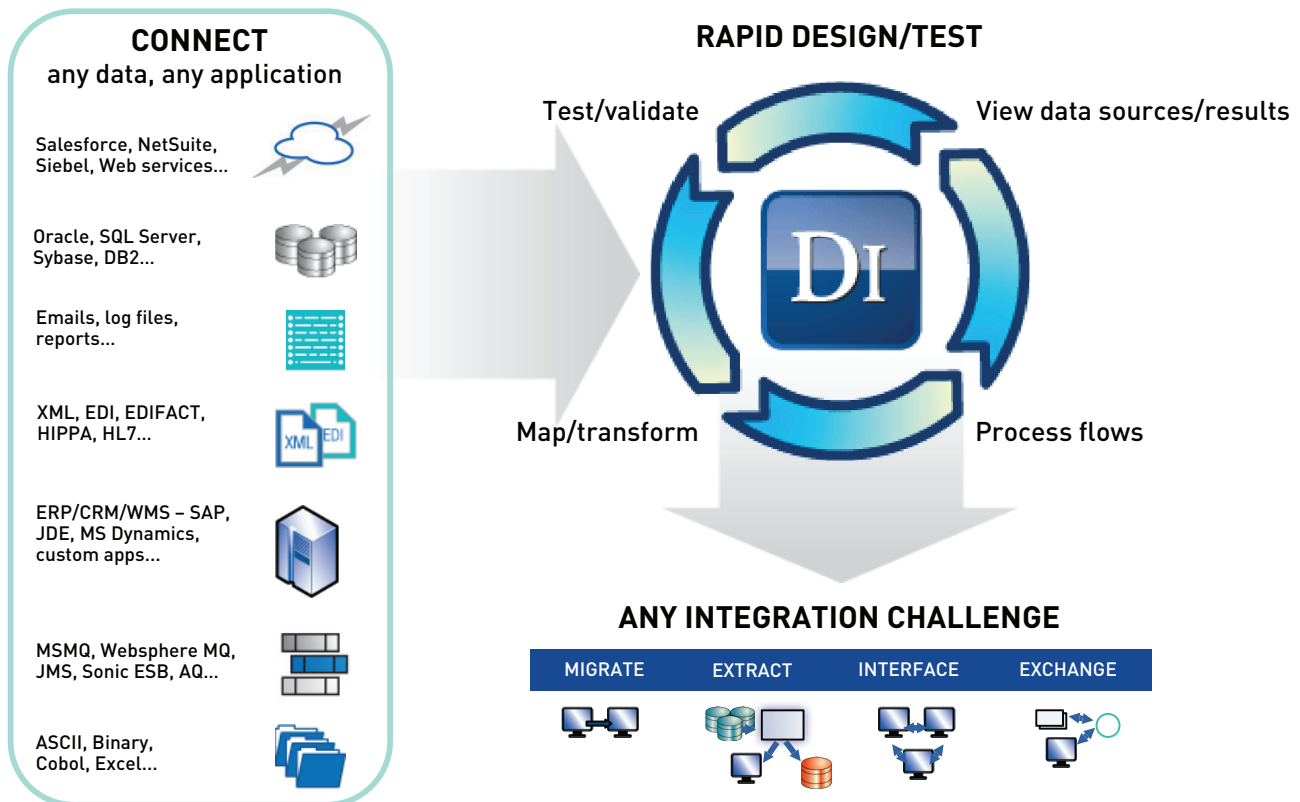 CONNECT
any data, any application
Salesforce, NetSuite,
Siebel, Web services...
Oracle, SQL Server,
Sybase, DB2...
Emails, log files,
reports...
XML, EDI, EDIFACT,
HIPPA, HL7...
XML
EDI
ERP/CRM/WMS – SAP,
JDE, MS Dynamics,
custom apps...
MSMQ, Websphere MQ,
JMS, Sonic ESB, AQ...
ASCII, Binary,
Cobol, Excel...
RAPID DESIGN/TEST
Test/validate
View data sources/results
DI
Map/transform
Process flows
ANY INTEGRATION CHALLENGE
MIGRATE
EXTRACT
INTERFACE
EXCHANGE